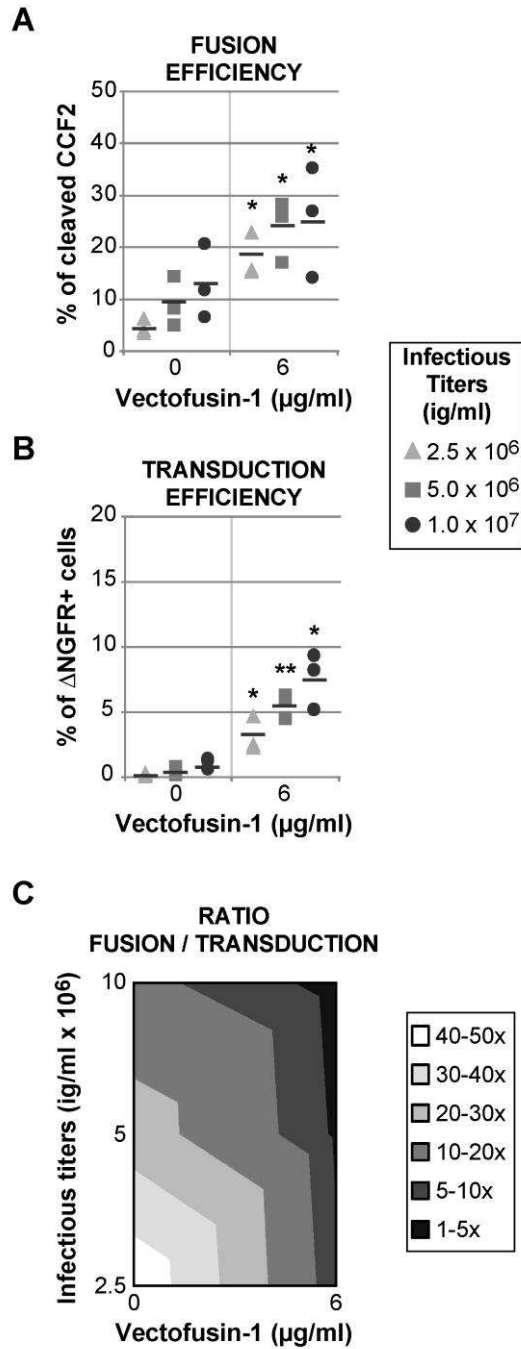 A
FUSION
EFFICIENCY
50
40
30
20
10
0
% of cleaved CCF2
* * *
0 6
Vectofusin-1 (µg/ml)
Infectious
Titers
(ig/ml)
2.5 x 10⁶
5.0 x 10⁶
1.0 x 10⁷
B
TRANSDUCTION
EFFICIENCY
20
15
10
5
0
% of ΔNGFR+ cells
* ** *
0 6
Vectofusin-1 (µg/ml)
C
RATIO
FUSION / TRANSDUCTION
10
5
2.5
Infectious titers (ig/ml x 10⁶)
0 6
Vectofusin-1 (µg/ml)
40-50x
30-40x
20-30x
10-20x
5-10x
1-5x